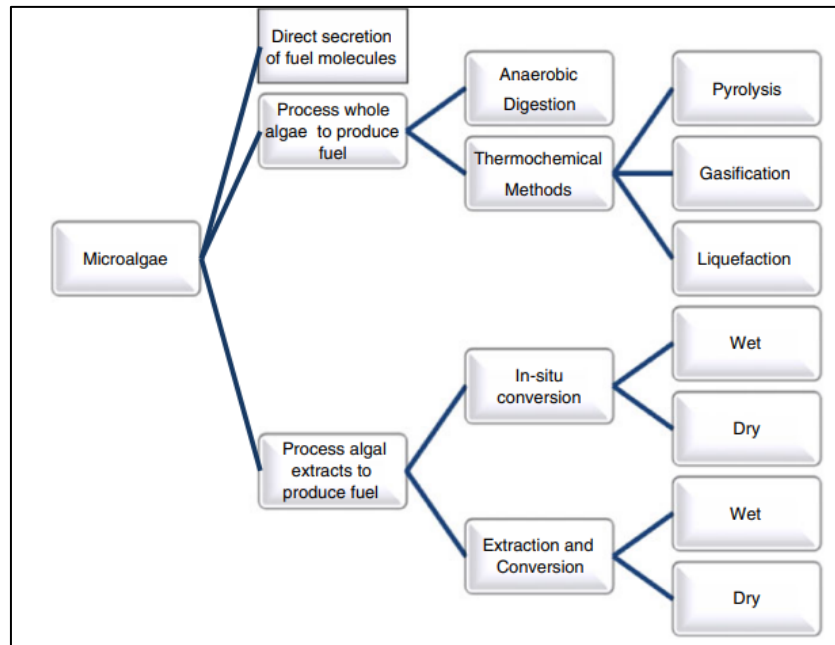 Direct secretion
of fuel molecules
Process whole
algae to produce
fuel
Anaerobic
Digestion
Thermochemical
Methods
Pyrolysis
Gasification
Liquefaction
Microalgae
Process algal
extracts to
produce fuel
In-situ
conversion
Wet
Dry
Extraction and
Conversion
Wet
Dry